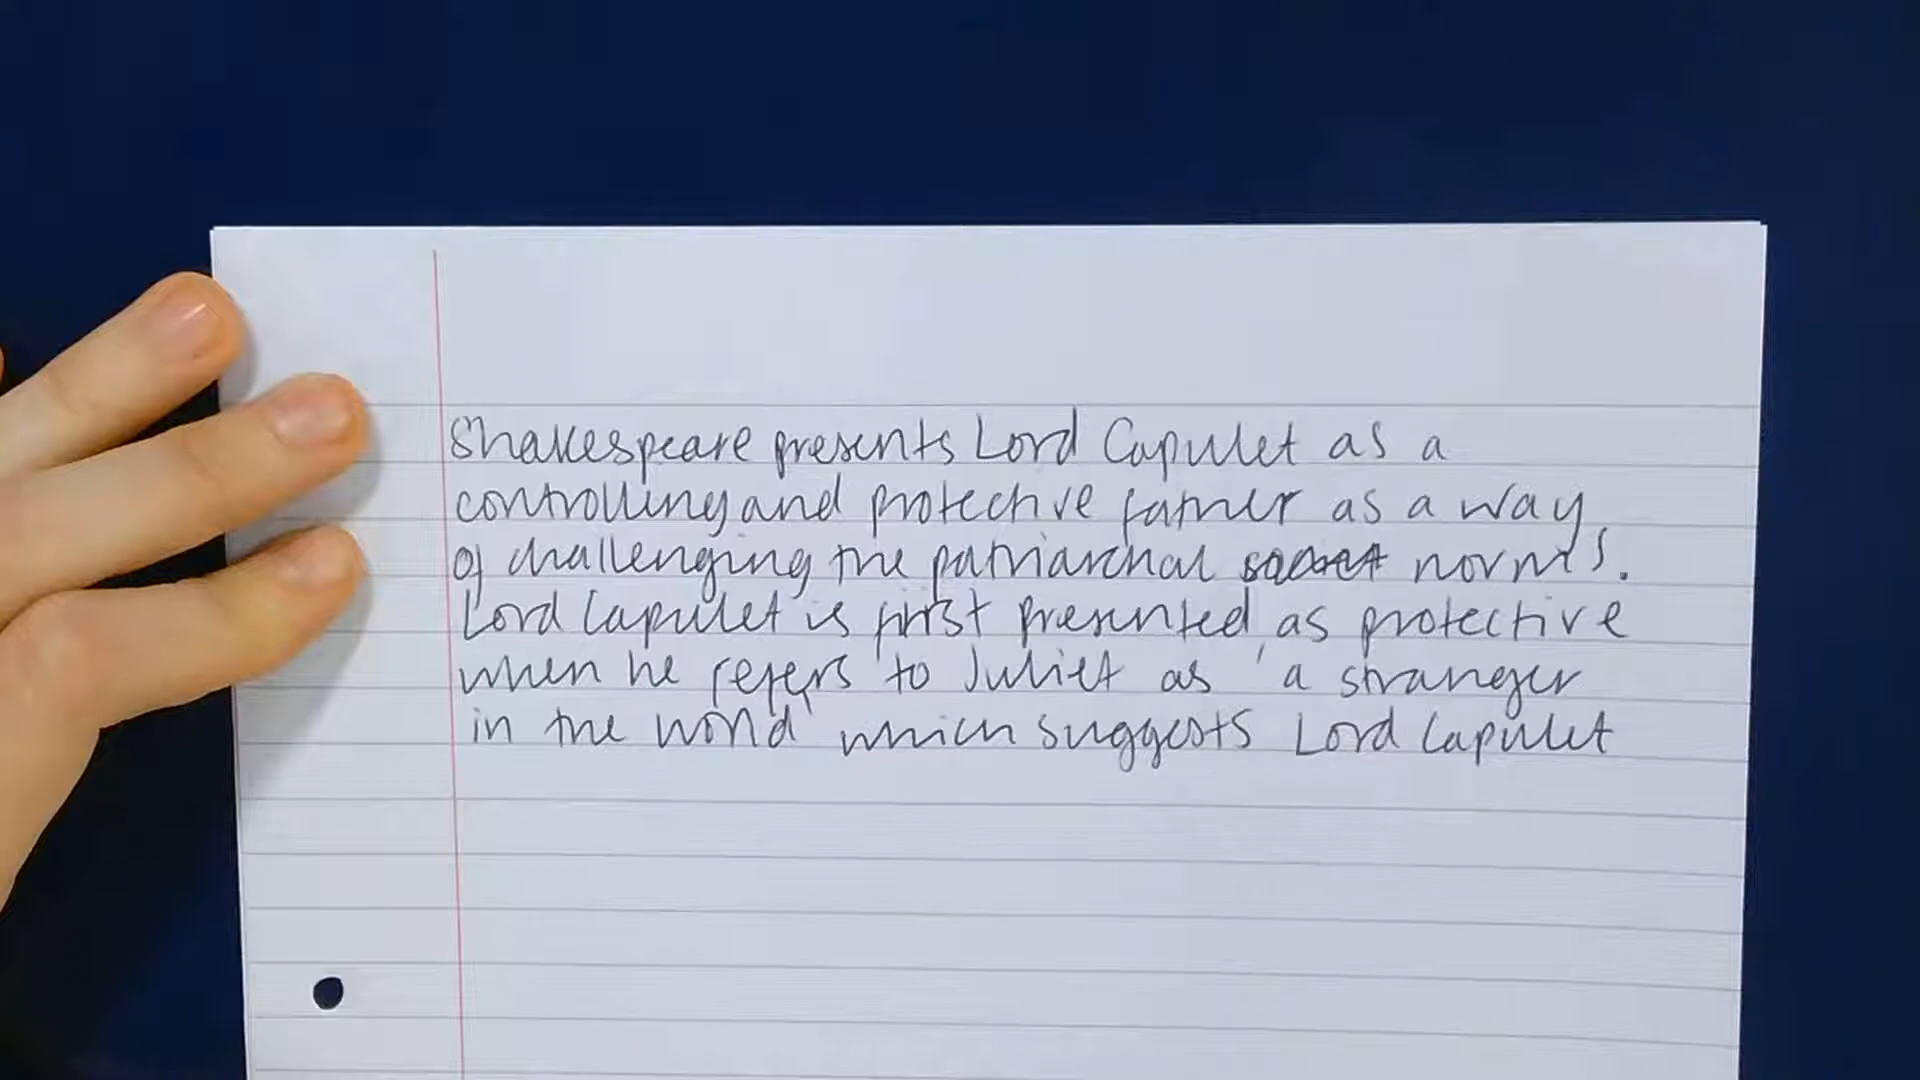 Shakespeare presents Lord Capulet as a
controlling and protective father as a way
of challenging the patriarchal norms.
Lord Capulet is first presented as protective
when he refers to Juliet as 'a stranger
in the world' which suggests Lord Capulet